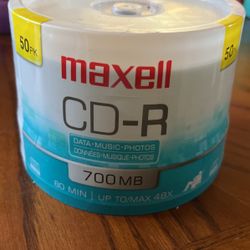 50PK
50
maxell
CD-R
DATA•MUSIC•PHOTOS
DONNÉES•MUSIQUE•PHOTOS
700MB
80 MIN | UP TO/MAX 48X